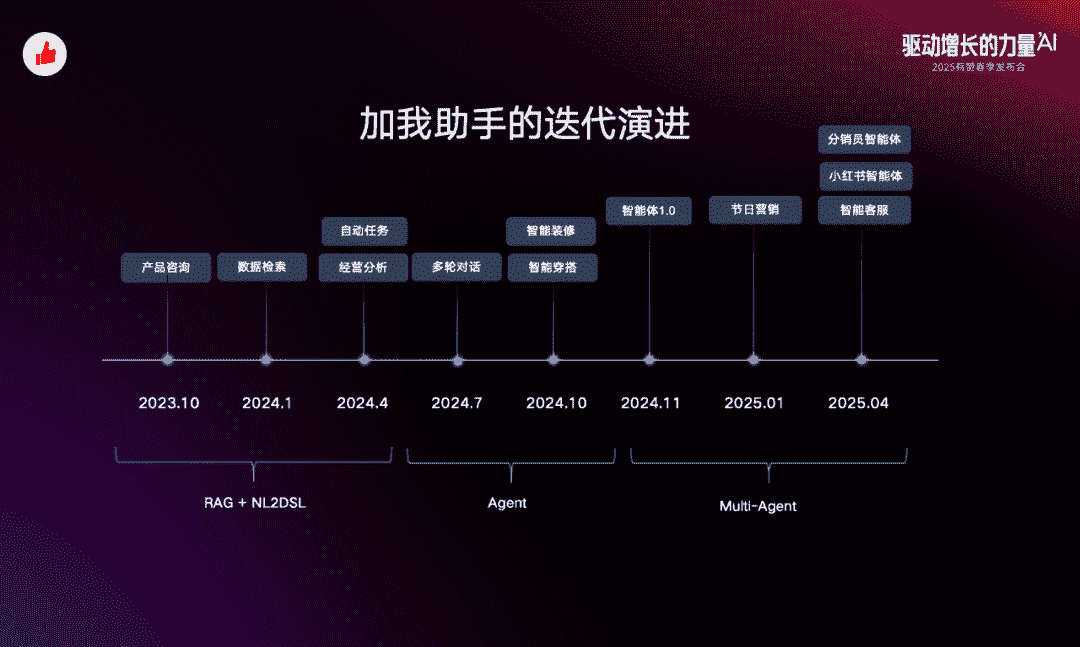 驱动增长的力量AI
2025有赞春季发布会
加我助手的迭代演进
分销员智能体
小红书智能体
智能体1.0
节日营销
智能客服
自动任务
智能装修
产品咨询
数据检索
经营分析
多轮对话
智能穿搭
2023.10
2024.1
2024.4
2024.7
2024.10
2024.11
2025.01
2025.04
RAG + NL2DSL
Agent
Multi-Agent